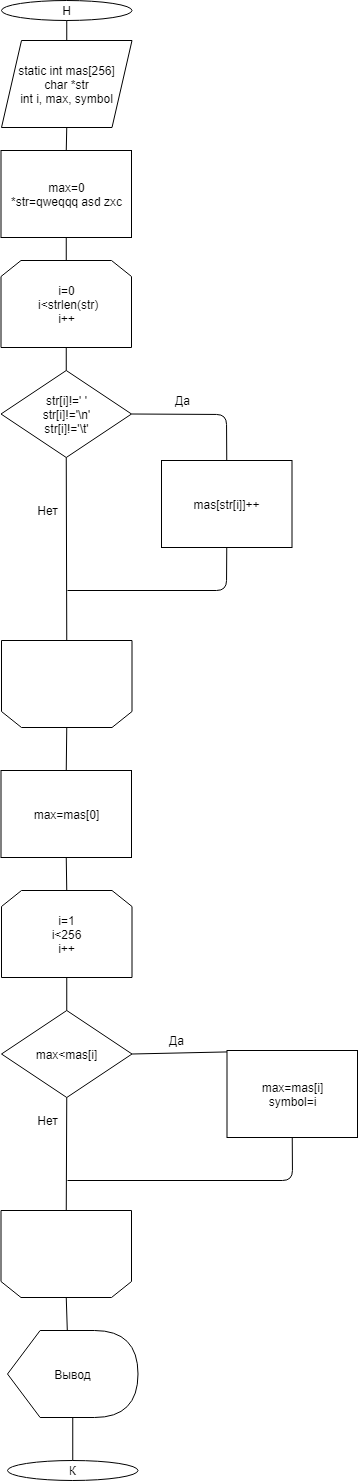 Н
static int mas[256]
char *str
int i, max, symbol
max=0
*str=qweqqq asd zxc
i=0
i<strlen(str)
i++
str[i]!=' '
str[i]!='\n'
str[i]!='\t'
Да
mas[str[i]]++
Нет
max=mas[0]
i=1
i<256
i++
max<mas[i]
Да
max=mas[i]
symbol=i
Нет
Вывод
К